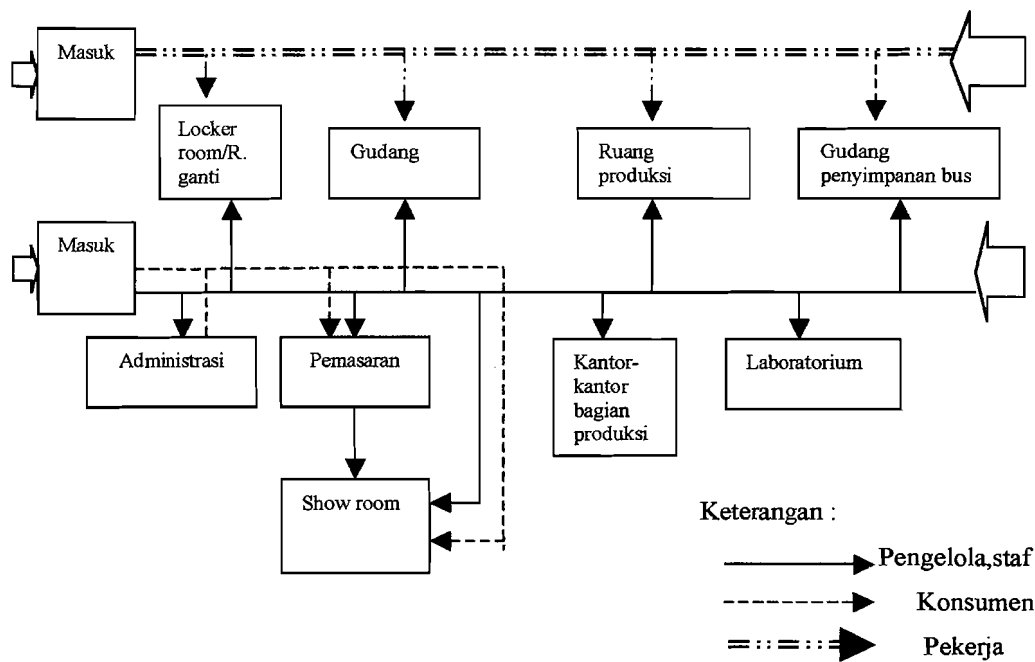 Masuk
Locker
room/R.
ganti
Gudang
Ruang
produksi
Gudang
penyimpanan bus
Masuk
Administrasi
Pemasaran
Kantor-
kantor
bagian
produksi
Laboratorium
Show room
Keterangan :
Pengelola,staf
Konsumen
Pekerja